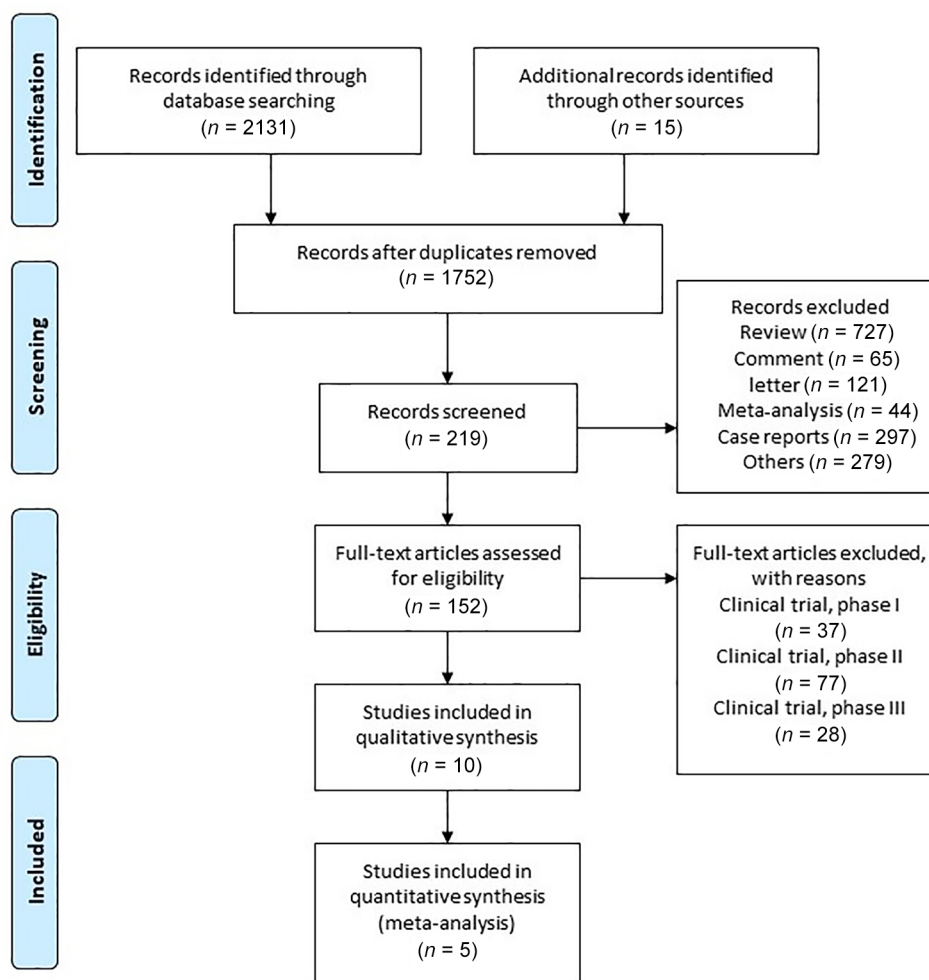 Identification
Records identified through
database searching
(n = 2131)
Additional records identified
through other sources
(n = 15)
Records after duplicates removed
(n = 1752)
Screening
Records screened
(n = 219)
Records excluded
Review (n = 727)
Comment (n = 65)
letter (n = 121)
Meta-analysis (n = 44)
Case reports (n = 297)
Others (n = 279)
Eligibility
Full-text articles assessed
for eligibility
(n = 152)
Full-text articles excluded,
with reasons
Clinical trial, phase I
(n = 37)
Clinical trial, phase II
(n = 77)
Clinical trial, phase III
(n = 28)
Studies included in
qualitative synthesis
(n = 10)
Included
Studies included in
quantitative synthesis
(meta-analysis)
(n = 5)